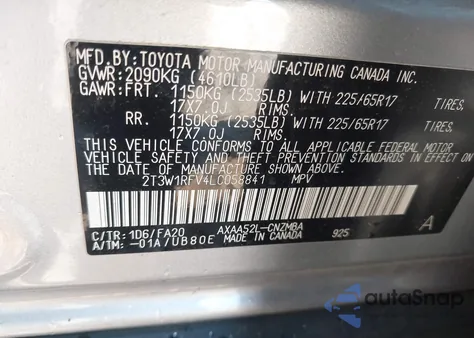 MFD.BY:TOYOTA MOTOR MANUFACTURING CANADA INC.
GVWR:2090KG (4610LB)
GAWR:FRT. 1150KG (2535LB) WITH 225/65R17 TIRES.
17X7.0J RIMS.
RR. 1150KG (2535LB) WITH 225/65R17 TIRES.
17X7.0J RIMS.
THIS VEHICLE CONFORMS TO ALL APPLICABLE FEDERAL MOTOR
VEHICLE SAFETY AND THEFT PREVENTION STANDARDS IN EFFECT ON
THE DATE OF MANUFACTURE SHOWN ABOVE.
2T3W1RFV4LC058841 MPV
C/TR:1D6/FA20 AXAA52L-CNZMBA A
A/TM:-01A/UB80E MADE IN CANADA 925
autoSnap